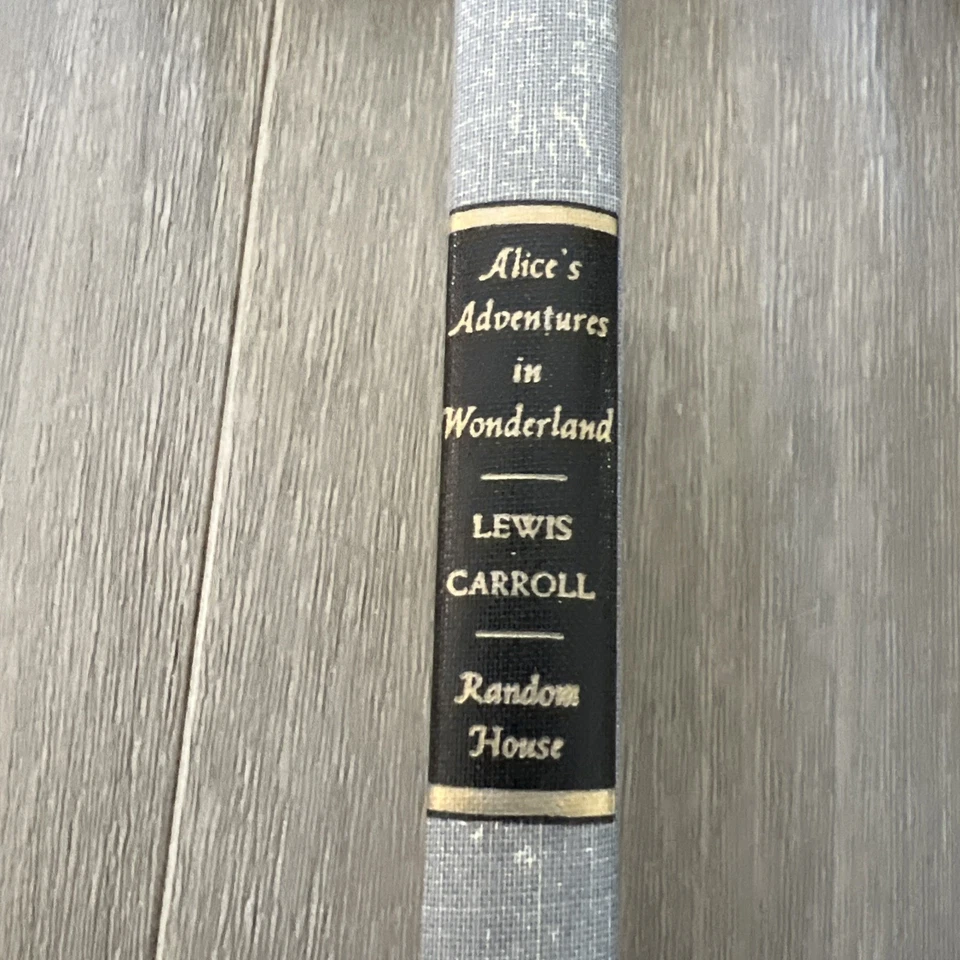 Alice's
Adventures
in
Wonderland
LEWIS
CARROLL
Random
House